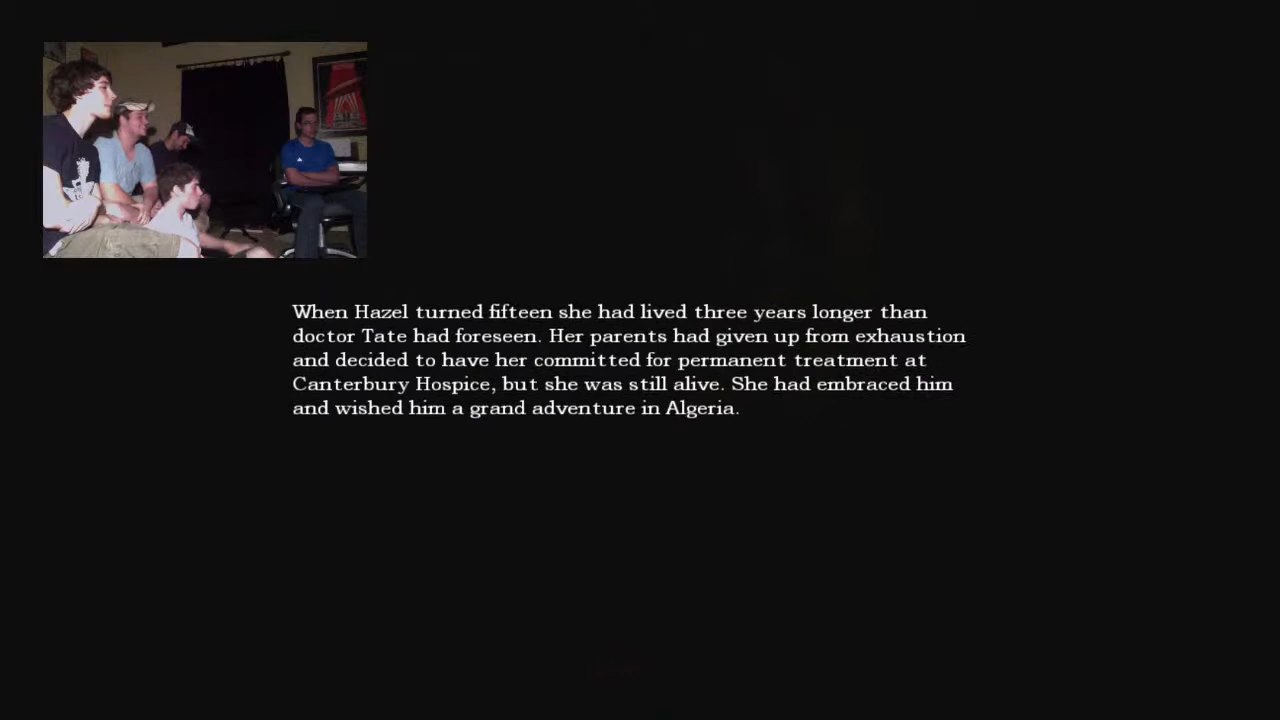 When Hazel turned fifteen she had lived three years longer than
doctor Tate had foreseen. Her parents had given up from exhaustion
and decided to have her committed for permanent treatment at
Canterbury Hospice, but she was still alive. She had embraced him
and wished him a grand adventure in Algeria.